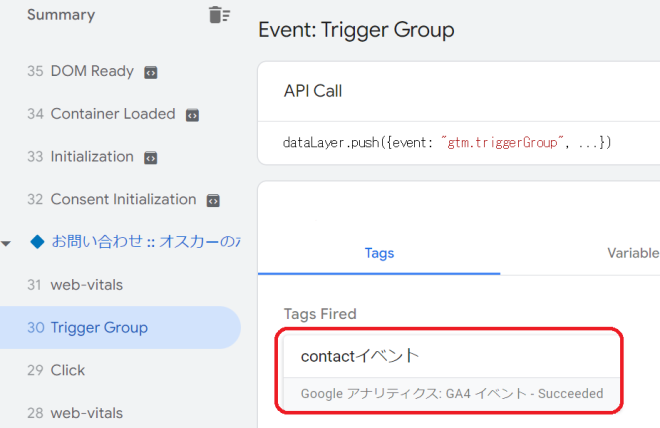 Summary
35 DOM Ready
34 Container Loaded
33 Initialization
32 Consent Initialization
お問い合わせ :: オスカーの
31 web-vitals
30 Trigger Group
29 Click
28 web-vitals
Event: Trigger Group
API Call
dataLayer.push({event: "gtm.triggerGroup", ...})
Tags
Variable
Tags Fired
contactイベント
Google アナリティクス: GA4 イベント - Succeeded